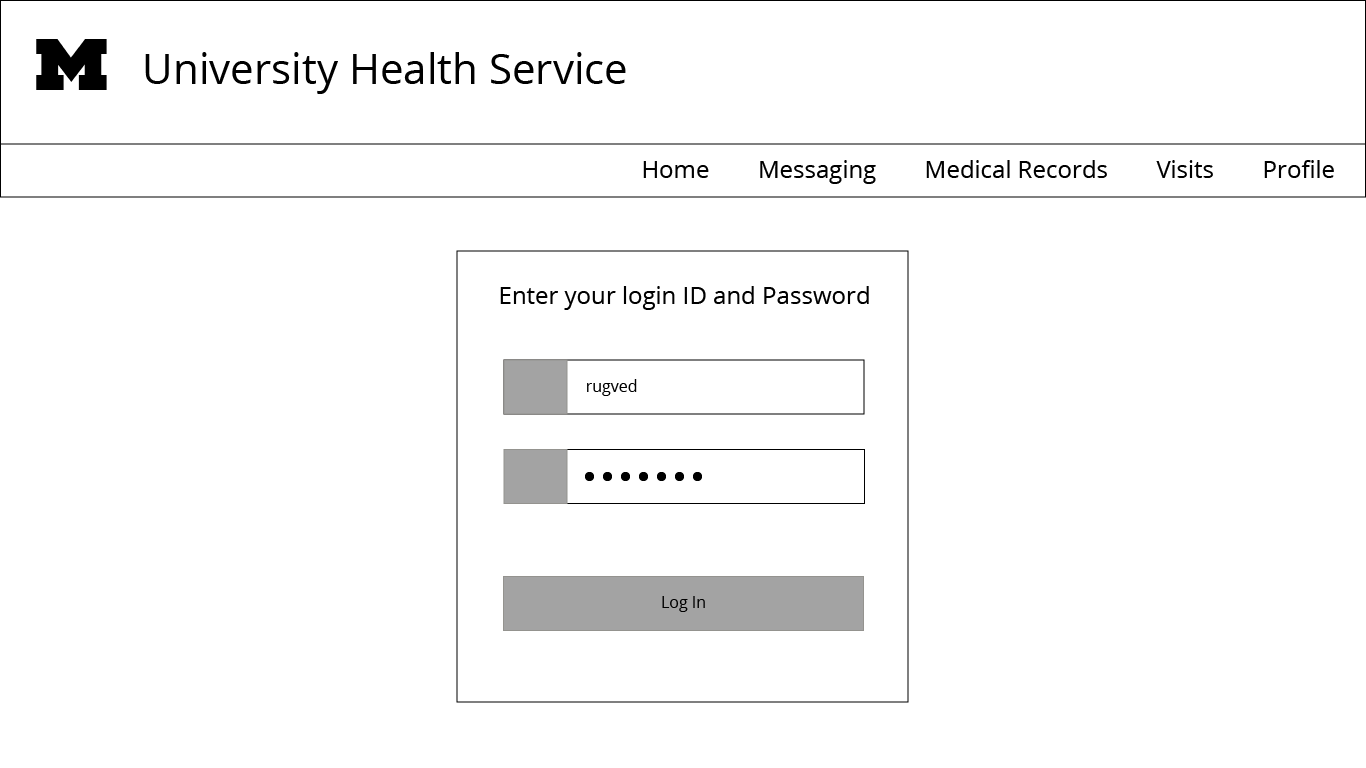 M
University Health Service
Home Messaging Medical Records Visits Profile
Enter your login ID and Password
rugved
•••••••
Log In